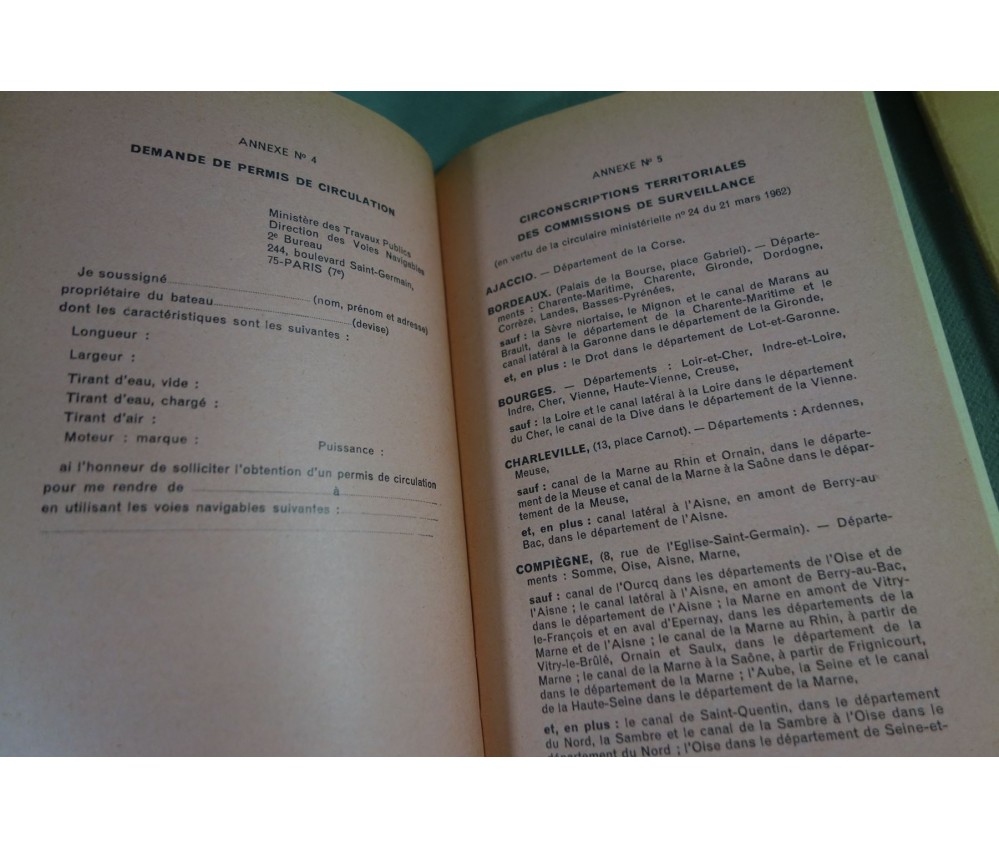 ANNEXE Nº 4
DEMANDE DE PERMIS DE CIRCULATION
Ministère des Travaux Publics
Direction des Voies Navigables
2e Bureau
244, boulevard Saint-Germain,
75-PARIS (7e)
Je soussigné (nom, prénom et adresse)
propriétaire du bateau (devise)
dont les caractéristiques sont les suivantes :
Longueur :
Largeur :
Tirant d'eau, vide :
Tirant d'eau, chargé :
Tirant d'air :
Moteur : marque : Puissance :
ai l'honneur de solliciter l'obtention d'un permis de circulation
pour me rendre de à
en utilisant les voies navigables suivantes :
ANNEXE Nº 5
CIRCONSCRIPTIONS TERRITORIALES
DES COMMISSIONS DE SURVEILLANCE
(en vertu de la circulaire ministérielle nº 24 du 21 mars 1962)
AJACCIO. — Département de la Corse.
BORDEAUX. (Palais de la Bourse, place Gabriel). — Départe-
ments : Charente-Maritime, Charente, Gironde, Dordogne,
Corrèze, Landes, Basses-Pyrénées,
sauf : la Sèvre niortaise, le Mignon et le canal de Marans au
Brault, dans le département de la Charente-Maritime et le
canal latéral à la Garonne dans le département de la Gironde,
et, en plus : le Drot dans le département de Lot-et-Garonne.
BOURGES. — Départements : Loir-et-Cher, Indre-et-Loire,
Indre, Cher, Vienne, Haute-Vienne, Creuse,
sauf : la Loire et le canal latéral à la Loire dans le département
du Cher, le canal de la Dive dans le département de la Vienne.
CHARLEVILLE, (13, place Carnot). — Départements : Ardennes,
Meuse,
sauf : canal de la Marne au Rhin et Ornain, dans le départe-
ment de la Meuse et canal de la Marne à la Saône dans le dépar-
tement de la Meuse,
et, en plus : canal latéral à l'Aisne, en amont de Berry-au-
Bac, dans le département de l'Aisne.
COMPIÈGNE, (8, rue de l'Eglise-Saint-Germain). — Départe-
ments : Somme, Oise, Aisne, Marne,
sauf : canal de l'Ourcq dans les départements de l'Oise et de
l'Aisne ; le canal latéral à l'Aisne, en amont de Berry-au-Bac,
dans le département de l'Aisne ; la Marne en amont de Vitry-
le-François et en aval d'Epernay, dans les départements de la
Marne et de l'Aisne ; le canal de la Marne au Rhin, à partir de
Vitry-le-Brûlé, Ornain et Saulx, dans le département de la
Marne ; le canal de la Marne à la Saône, à partir de Frignicourt,
dans le département de la Marne ; l'Aube, la Seine et le canal
de la Haute-Seine dans le département de la Marne,
et, en plus : le canal de Saint-Quentin, dans le département
du Nord, la Sambre et le canal de la Sambre à l'Oise dans le
département du Nord ; l'Oise dans le département de Seine-et-